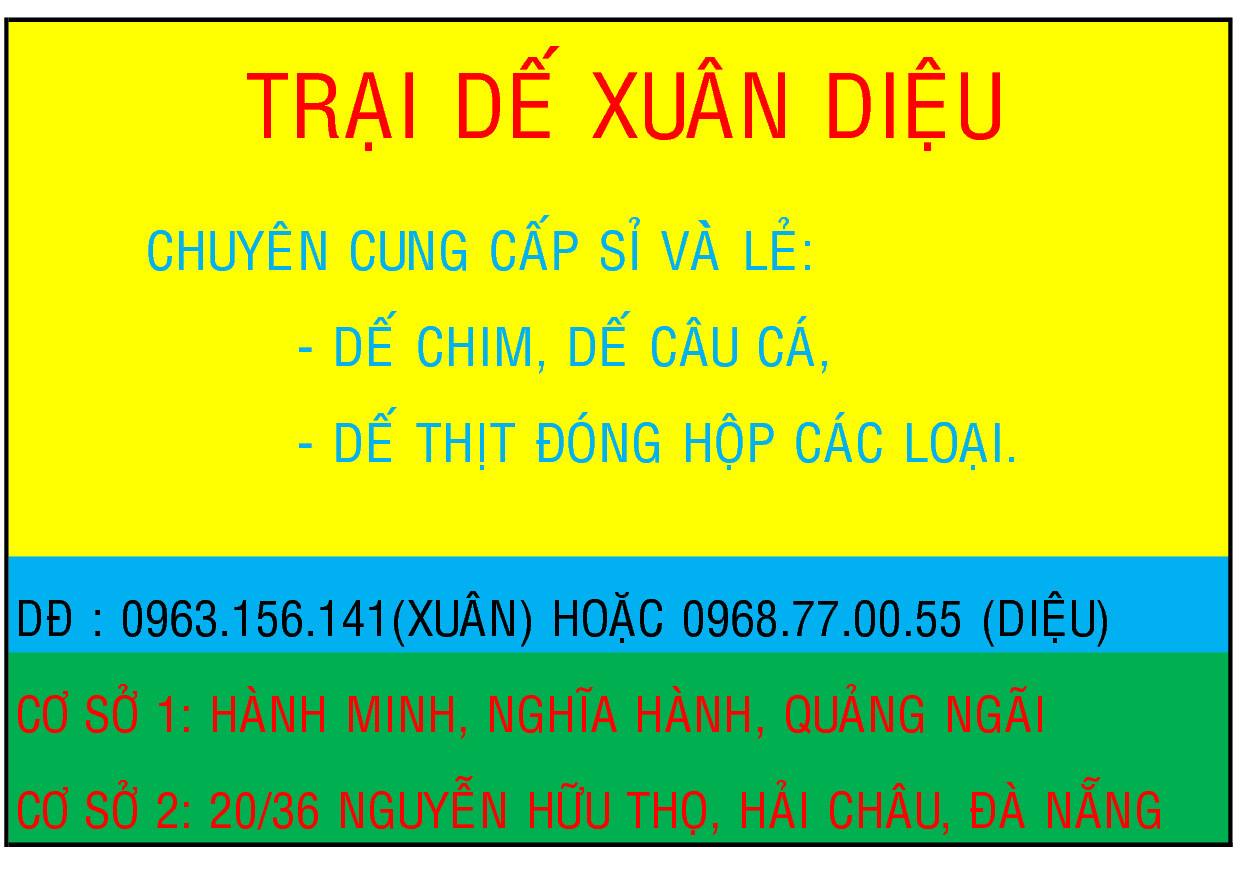 TRẠI DẾ XUÂN DIỆU
CHUYÊN CUNG CẤP SỈ VÀ LẺ:
- DẾ CHIM, DẾ CÂU CÁ,
- DẾ THỊT ĐÓNG HỘP CÁC LOẠI.
DĐ : 0963.156.141(XUÂN) HOẶC 0968.77.00.55 (DIỆU)
CƠ SỞ 1: HÀNH MINH, NGHĨA HÀNH, QUẢNG NGÃI
CƠ SỞ 2: 20/36 NGUYỄN HỮU THỌ, HẢI CHÂU, ĐÀ NẴNG